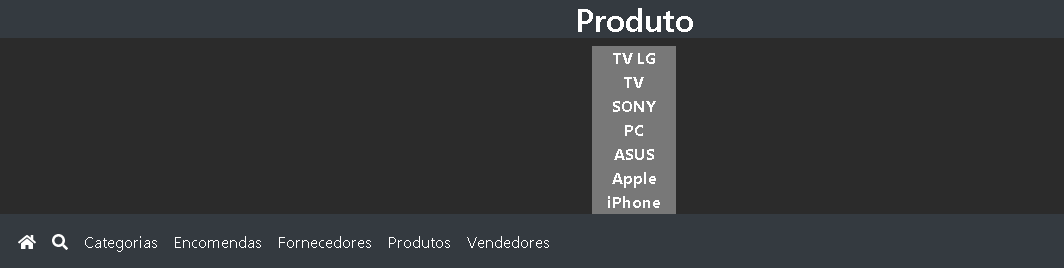 Produto
TV LG
TV
SONY
PC
ASUS
Apple
iPhone
Categorias Encomendas Fornecedores Produtos Vendedores